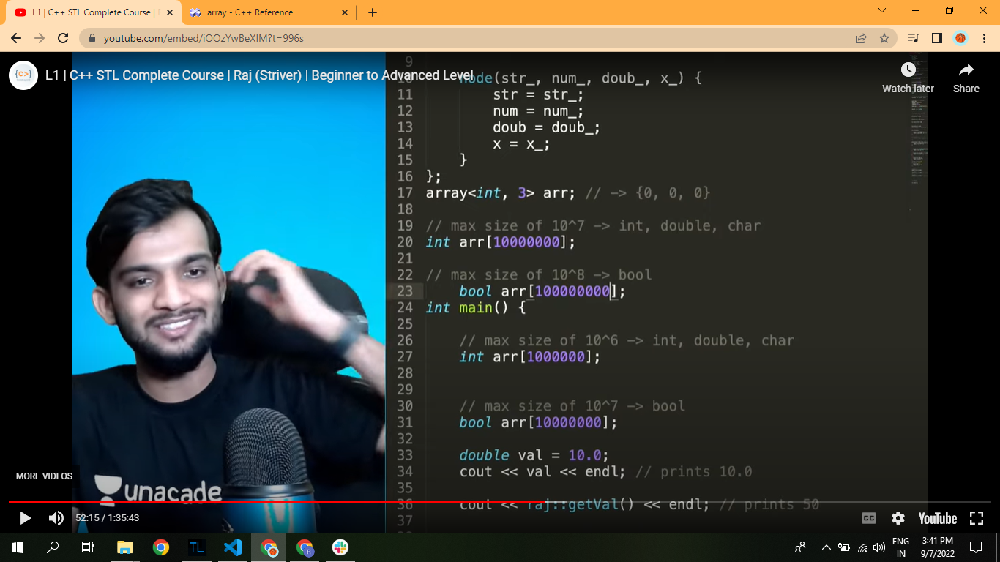 L1 | C++ STL Complete Course |
array - C++ Reference
youtube.com/embed/iOOzYwBeXIM?t=996s
L1 | C++ STL Complete Course | Raj (Striver) | Beginner to Advanced Level
Watch later
Share
9
node(str_, num_, doub_, x_) {
11 str = str_;
12 num = num_;
13 doub = doub_;
14 x = x_;
15 }
16 };
17 array<int, 3> arr; // -> {0, 0, 0}
18
19 // max size of 10^7 -> int, double, char
20 int arr[10000000];
21
22 // max size of 10^8 -> bool
23 bool arr[100000000];
24 int main() {
25
26 // max size of 10^6 -> int, double, char
27 int arr[1000000];
28
29
30 // max size of 10^7 -> bool
31 bool arr[10000000];
32
33 double val = 10.0;
34 cout << val << endl; // prints 10.0
35
36 cout << raj::getVal() << endl; // prints 50
37
unacade
MORE VIDEOS
52:15 / 1:35:43
CC
YouTube
TL
R
ENG
IN
3:41 PM
9/7/2022